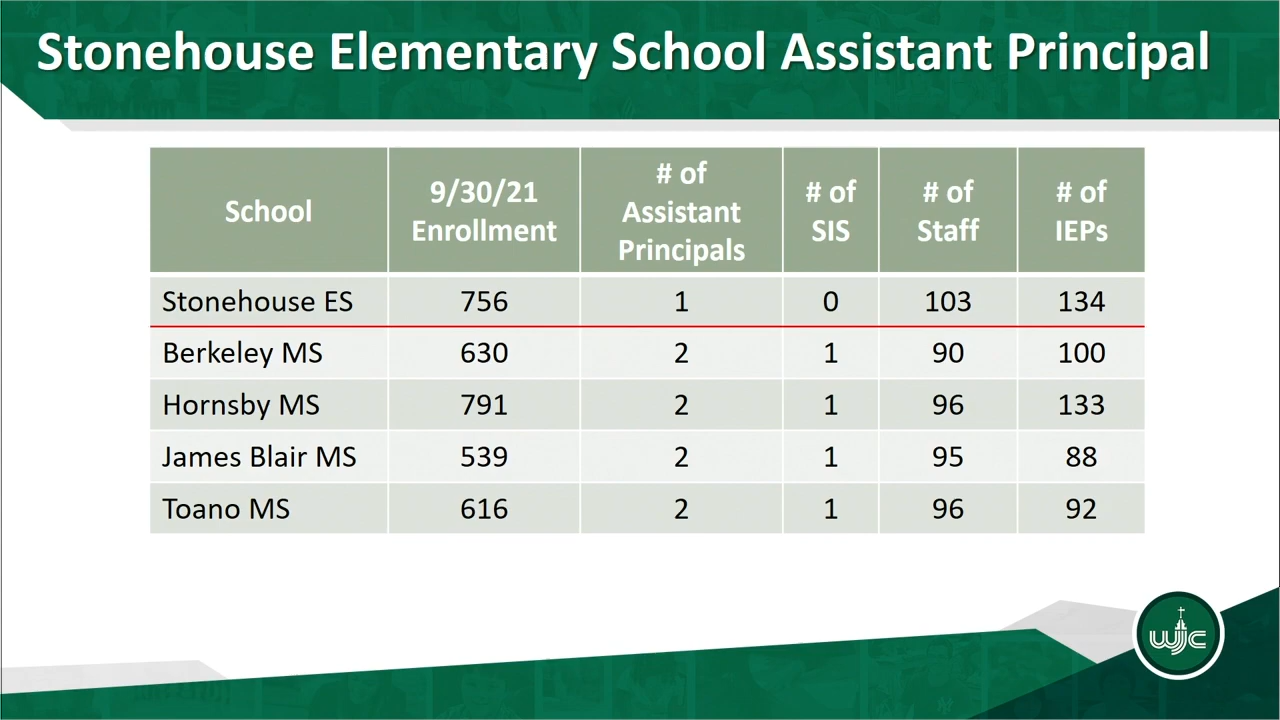 Stonehouse Elementary School Assistant Principal
School 9/30/21 Enrollment # of Assistant Principals # of SIS # of Staff # of IEPs
Stonehouse ES 756 1 0 103 134
Berkeley MS 630 2 1 90 100
Hornsby MS 791 2 1 96 133
James Blair MS 539 2 1 95 88
Toano MS 616 2 1 96 92
wjcc